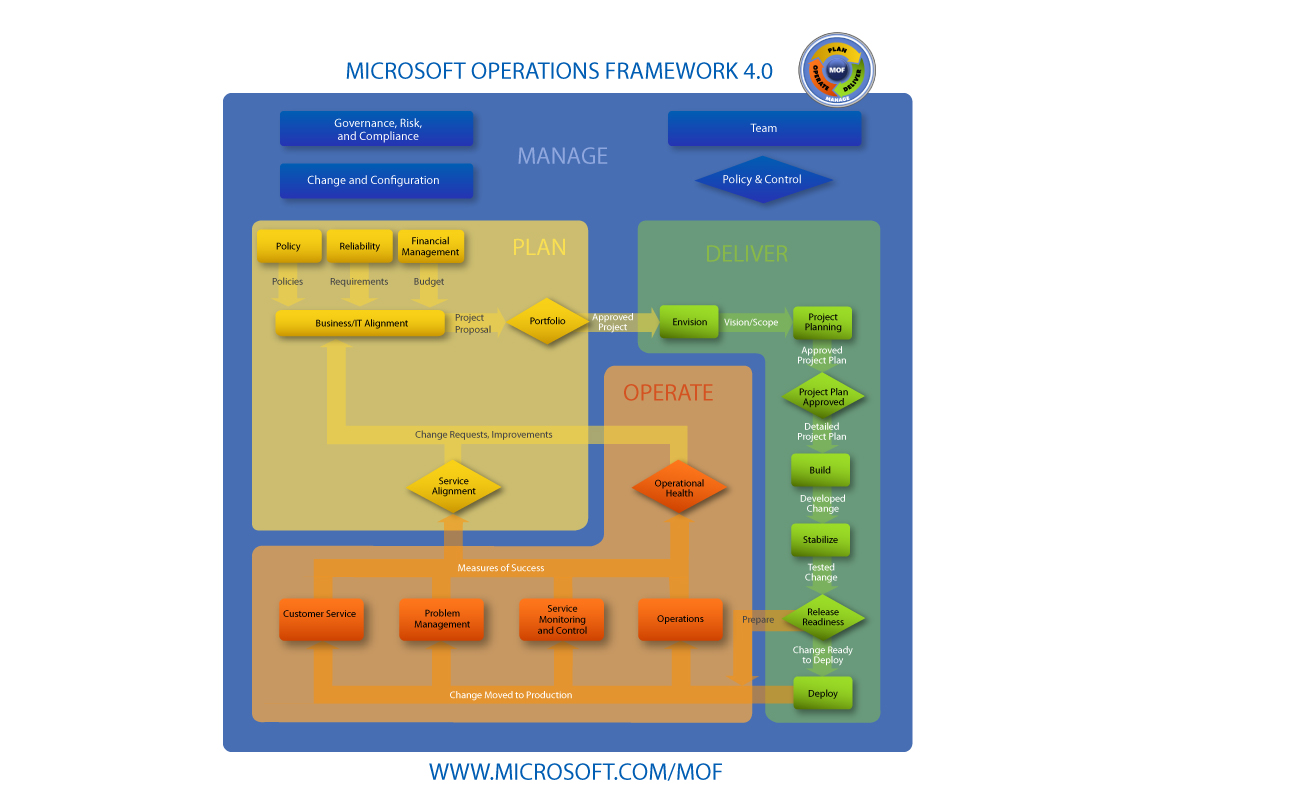 MICROSOFT OPERATIONS FRAMEWORK 4.0
PLAN
OPERATE
MOF
DELIVER
MANAGE
Governance, Risk,
and Compliance
Team
MANAGE
Change and Configuration
Policy & Control
PLAN
DELIVER
Policy
Reliability
Financial
Management
Policies
Requirements
Budget
Business/IT Alignment
Project
Proposal
Portfolio
Approved
Project
Envision
Vision/Scope
Project
Planning
Approved
Project Plan
OPERATE
Project Plan
Approved
Detailed
Project Plan
Change Requests, Improvements
Service
Alignment
Operational
Health
Build
Developed
Change
Stabilize
Measures of Success
Tested
Change
Customer Service
Problem
Management
Service
Monitoring
and Control
Operations
Prepare
Release
Readiness
Change Ready
to Deploy
Change Moved to Production
Deploy
WWW.MICROSOFT.COM/MOF